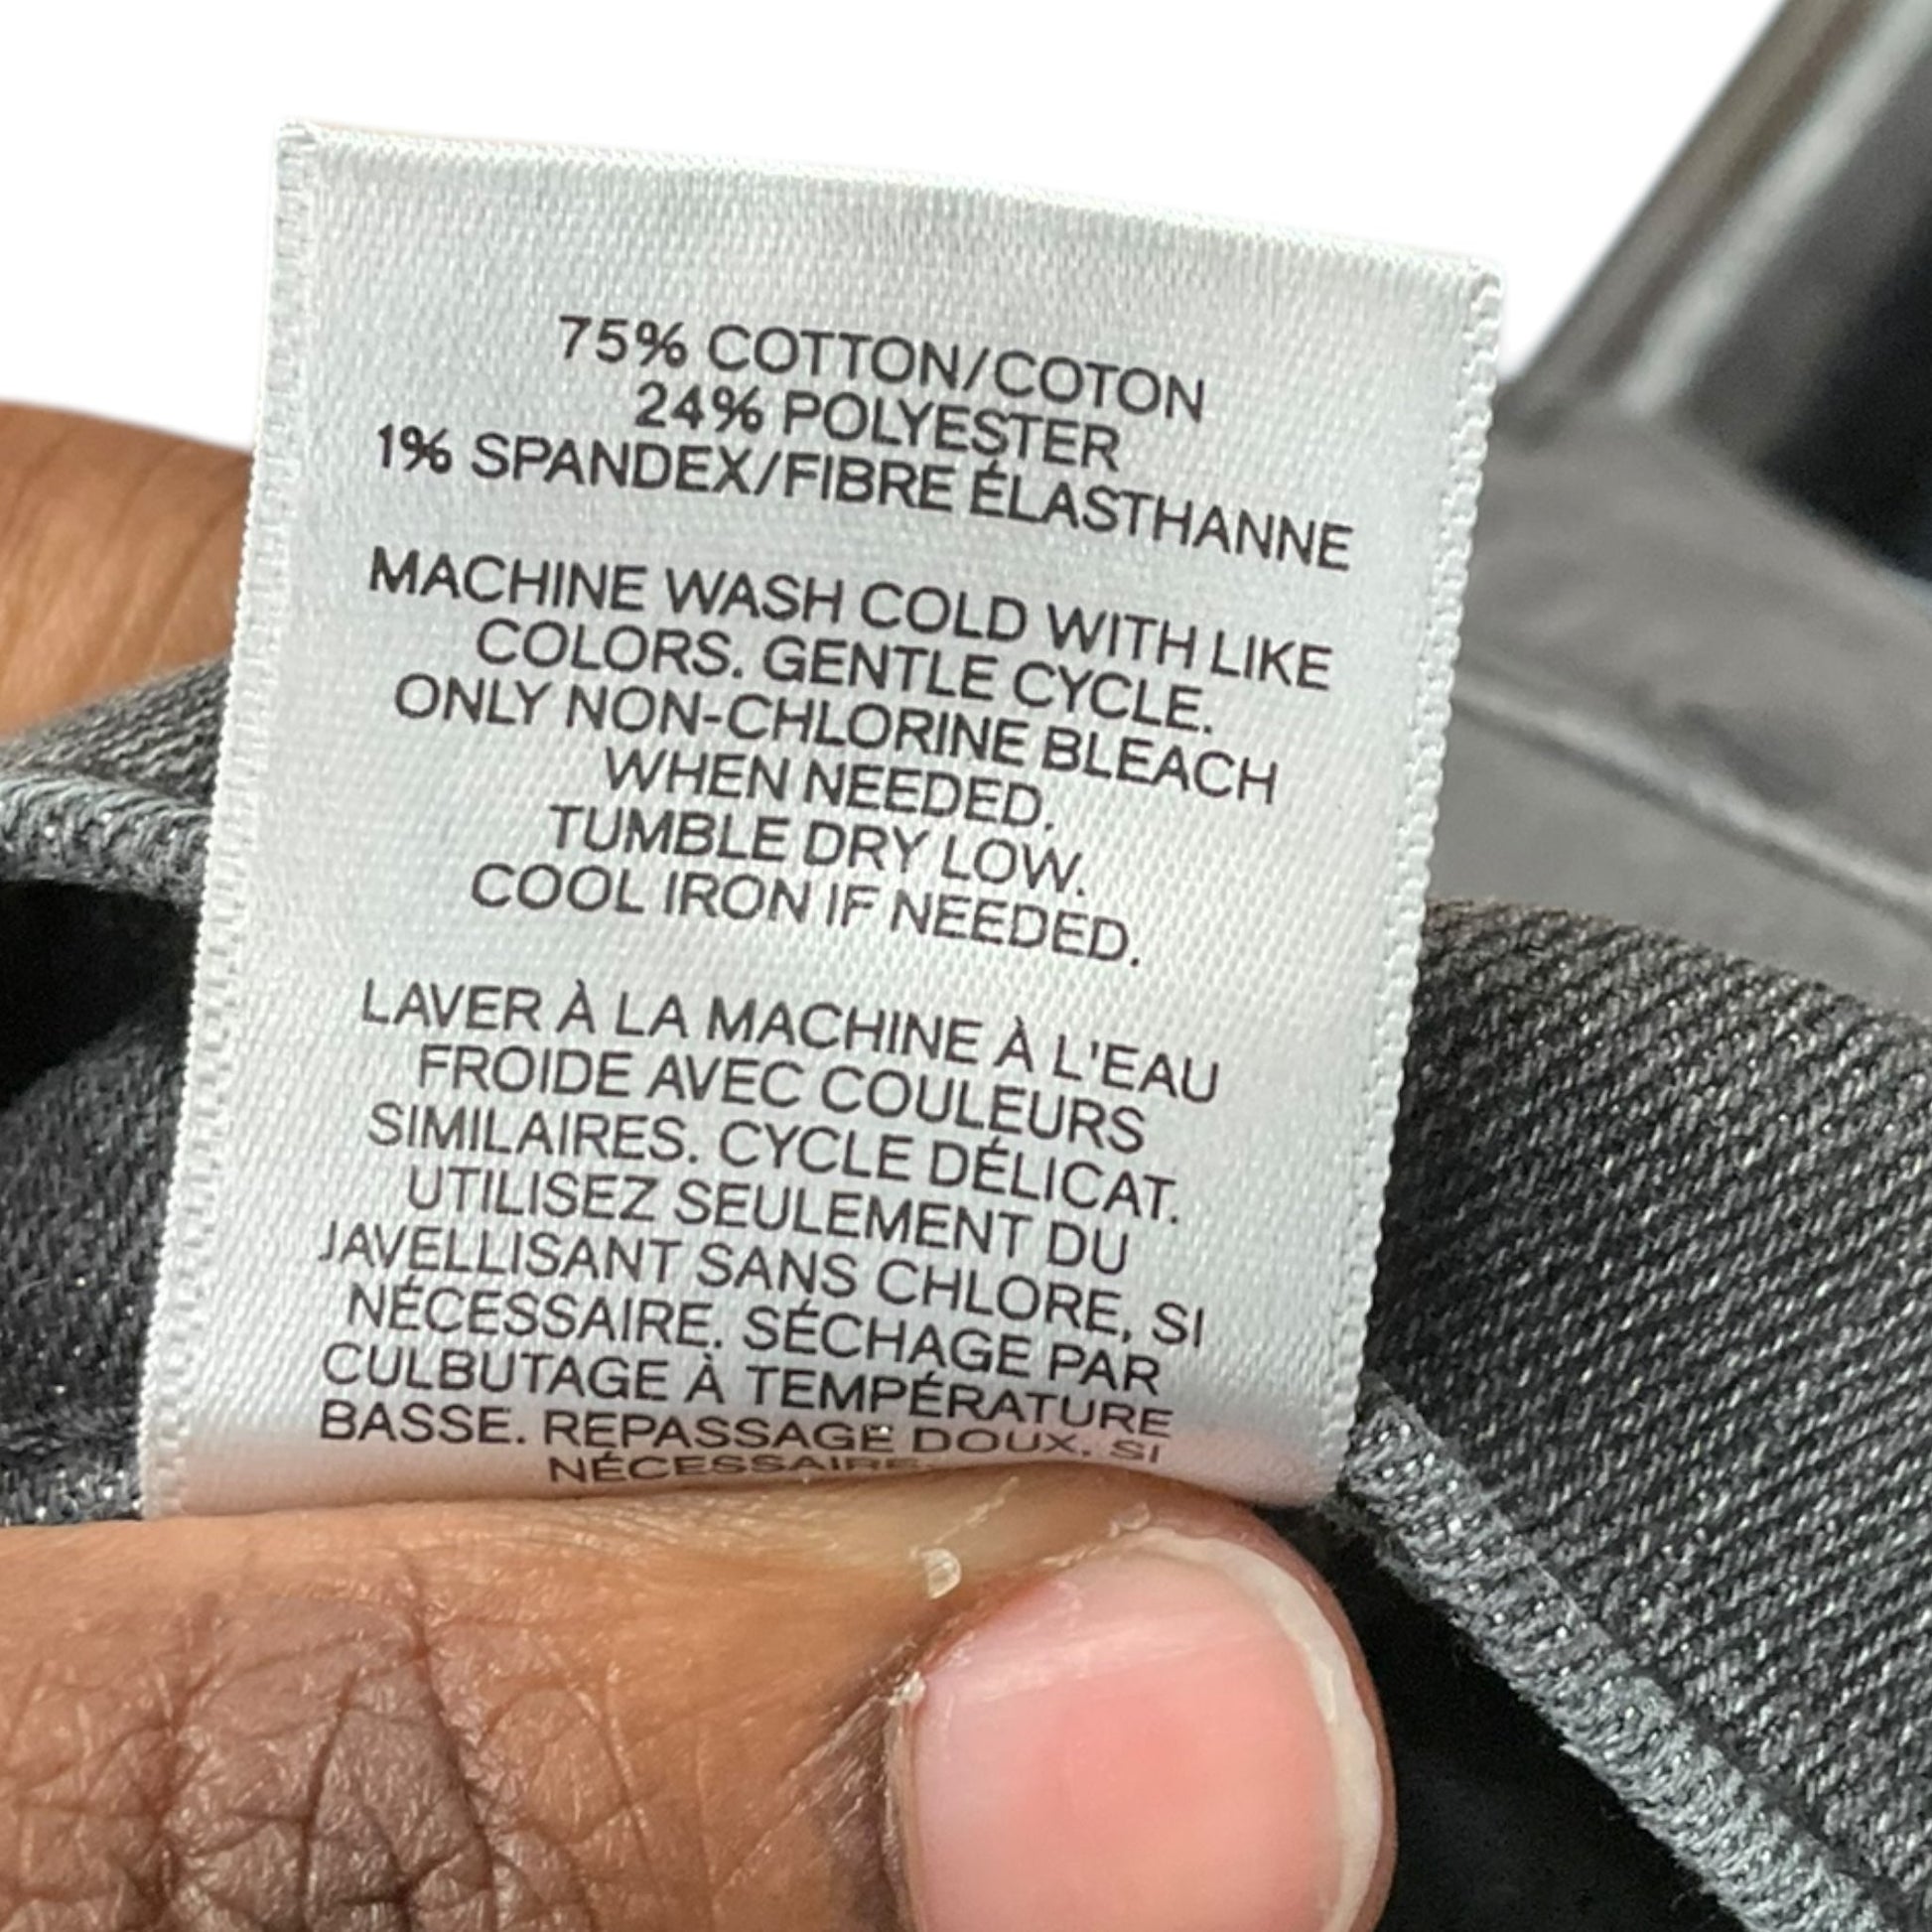 75% COTTON/COTON
24% POLYESTER
1% SPANDEX/FIBRE ÉLASTHANNE
MACHINE WASH COLD WITH LIKE
COLORS. GENTLE CYCLE.
ONLY NON-CHLORINE BLEACH
WHEN NEEDED.
TUMBLE DRY LOW.
COOL IRON IF NEEDED.
LAVER À LA MACHINE À L'EAU
FROIDE AVEC COULEURS
SIMILAIRES. CYCLE DÉLICAT.
UTILISEZ SEULEMENT DU
JAVELLISANT SANS CHLORE, SI
NÉCESSAIRE. SÉCHAGE PAR
CULBUTAGE À TEMPÉRATURE
BASSE. REPASSAGE DOUX, SI
NÉCESSAIRE.